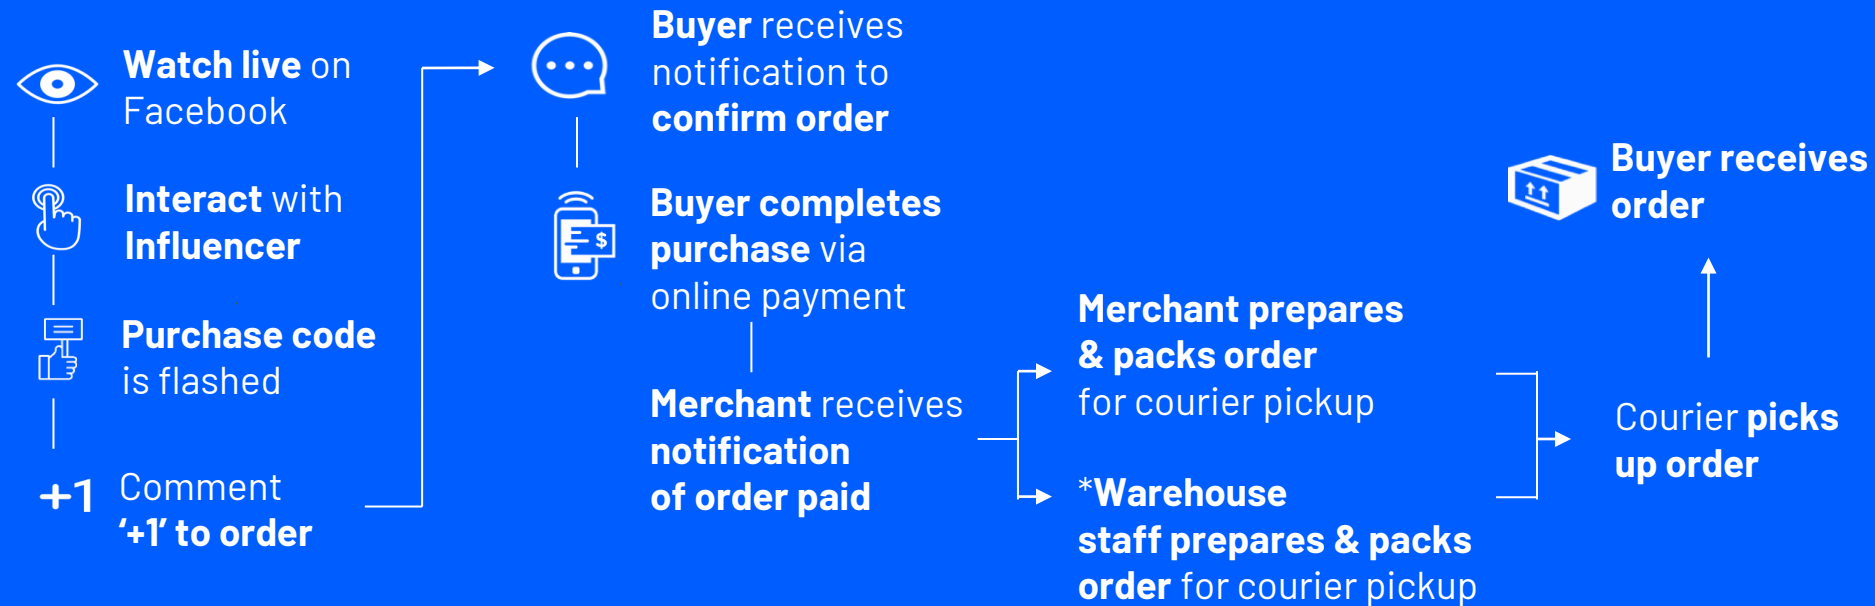 Watch live on
Facebook
Interact with
Influencer
Purchase code
is flashed
+1
Comment
‘+1’ to order
Buyer receives
notification to
confirm order
$
Buyer completes
purchase via
online payment
Merchant receives
notification
of order paid
Merchant prepares
& packs order
for courier pickup
*Warehouse
staff prepares & packs
order for courier pickup
Courier picks
up order
Buyer receives
order